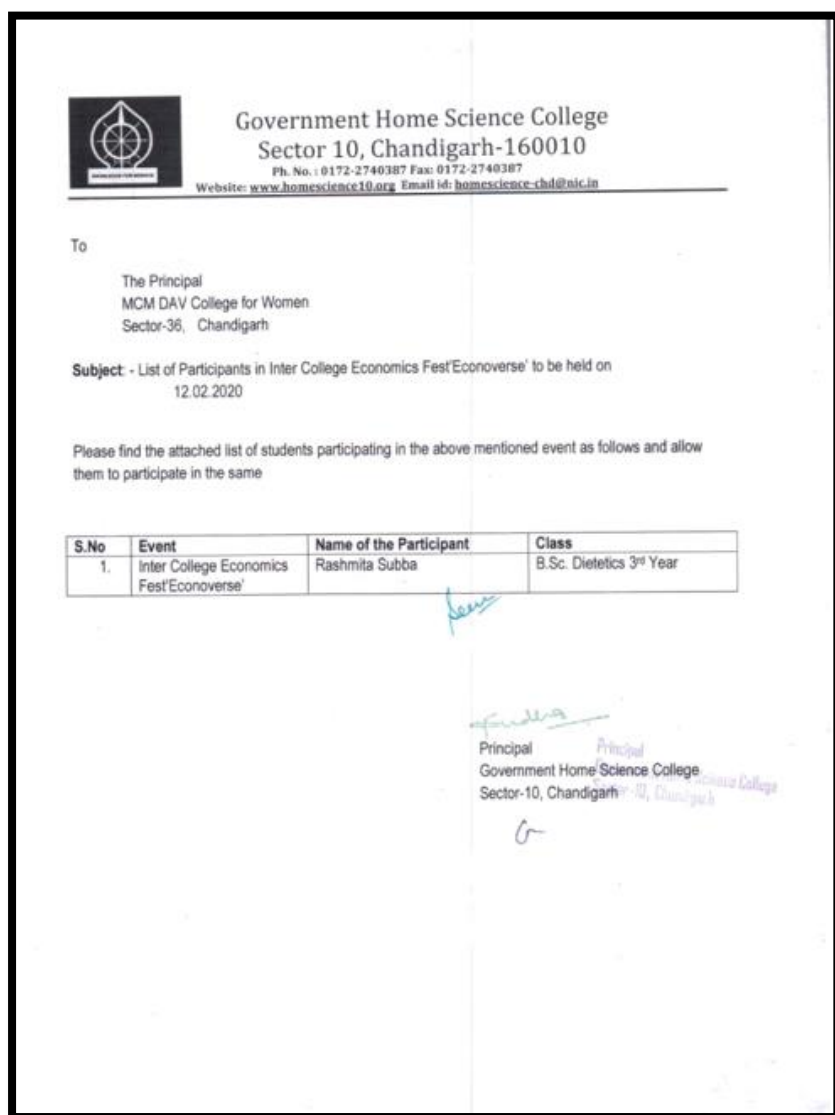 Government Home Science College
Sector 10, Chandigarh-160010
Ph. No. : 0172-2740387 Fax: 0172-2740387
Website: www.homescience10.org Email id: homescience-chd@nic.in
To
The Principal
MCM DAV College for Women
Sector-36, Chandigarh
Subject - List of Participants in Inter College Economics Fest'Econoverse' to be held on
12.02.2020
Please find the attached list of students participating in the above mentioned event as follows and allow
them to participate in the same
S.No Event Name of the Participant Class
1. Inter College Economics Rashmita Subba B.Sc. Dietetics 3rd Year
Fest'Econoverse'
Principal Principal
Government Home Science College Science College
Sector-10, Chandigarh Sector-10, Chandigarh